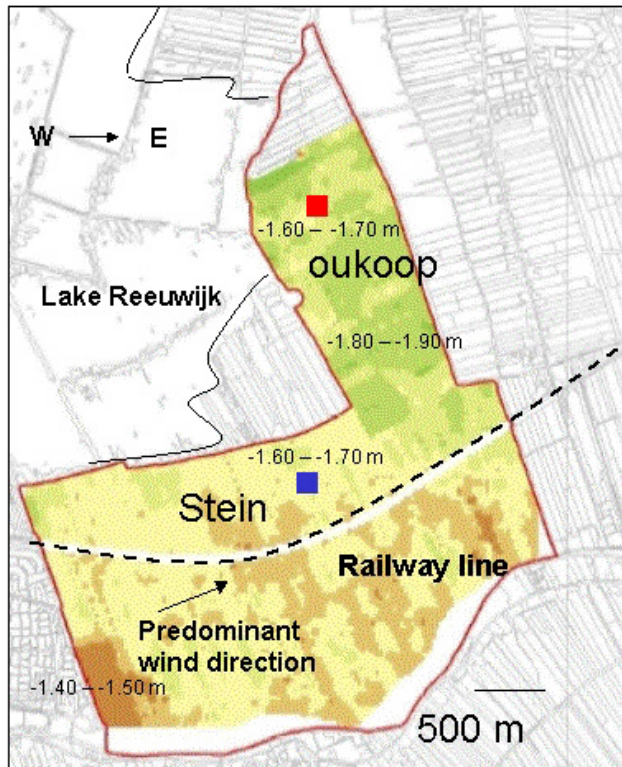 W E
-1.60 – -1.70 m
oukoop
Lake Reeuwijk
-1.80 – -1.90 m
-1.60 – -1.70 m
Stein
Railway line
Predominant
wind direction
-1.40 – -1.50 m
500 m